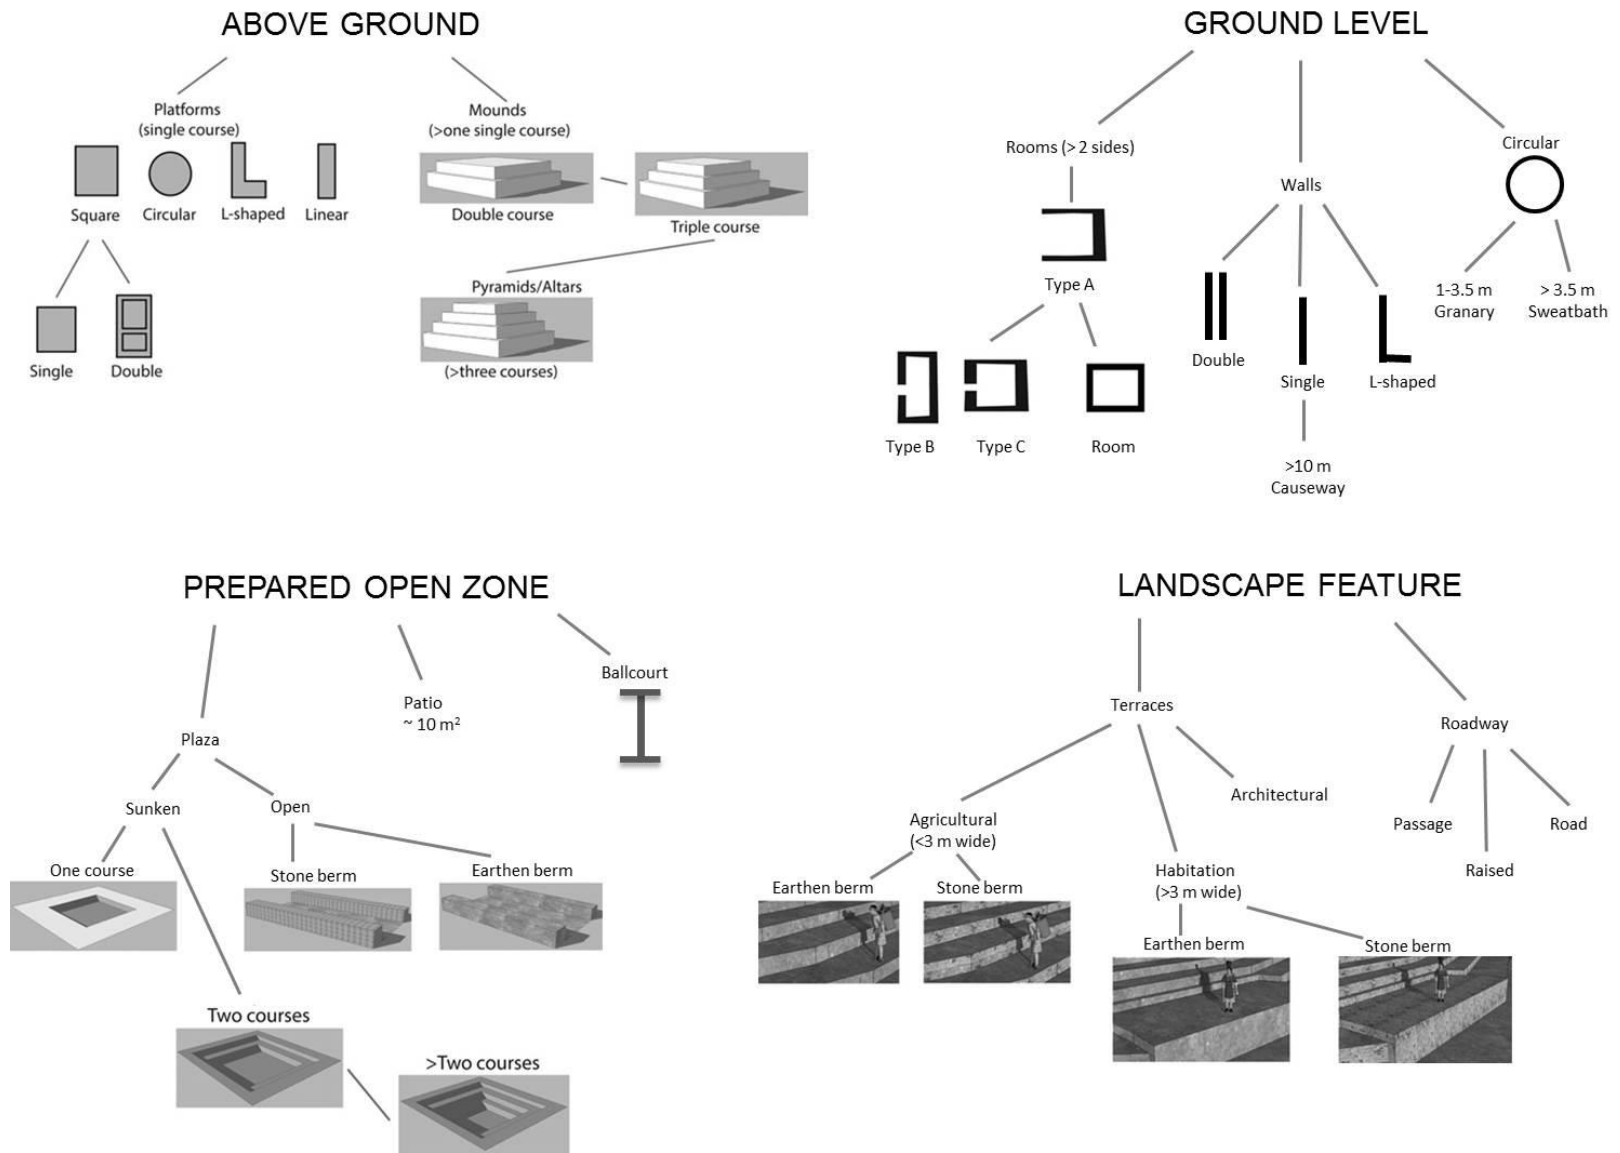 ABOVE GROUND
Platforms
(single course)
Square
Circular
L-shaped
Linear
Single
Double
Mounds
(>one single course)
Double course
Triple course
Pyramids/Altars
(>three courses)
GROUND LEVEL
Rooms (> 2 sides)
Type A
Type B
Type C
Room
Walls
Double
Single
L-shaped
>10 m
Causeway
Circular
1-3.5 m
Granary
> 3.5 m
Sweatbath
PREPARED OPEN ZONE
Plaza
Sunken
Open
One course
Stone berm
Earthen berm
Two courses
>Two courses
Patio
~ 10 m²
Ballcourt
LANDSCAPE FEATURE
Terraces
Agricultural
(<3 m wide)
Earthen berm
Stone berm
Habitation
(>3 m wide)
Earthen berm
Stone berm
Architectural
Roadway
Passage
Raised
Road